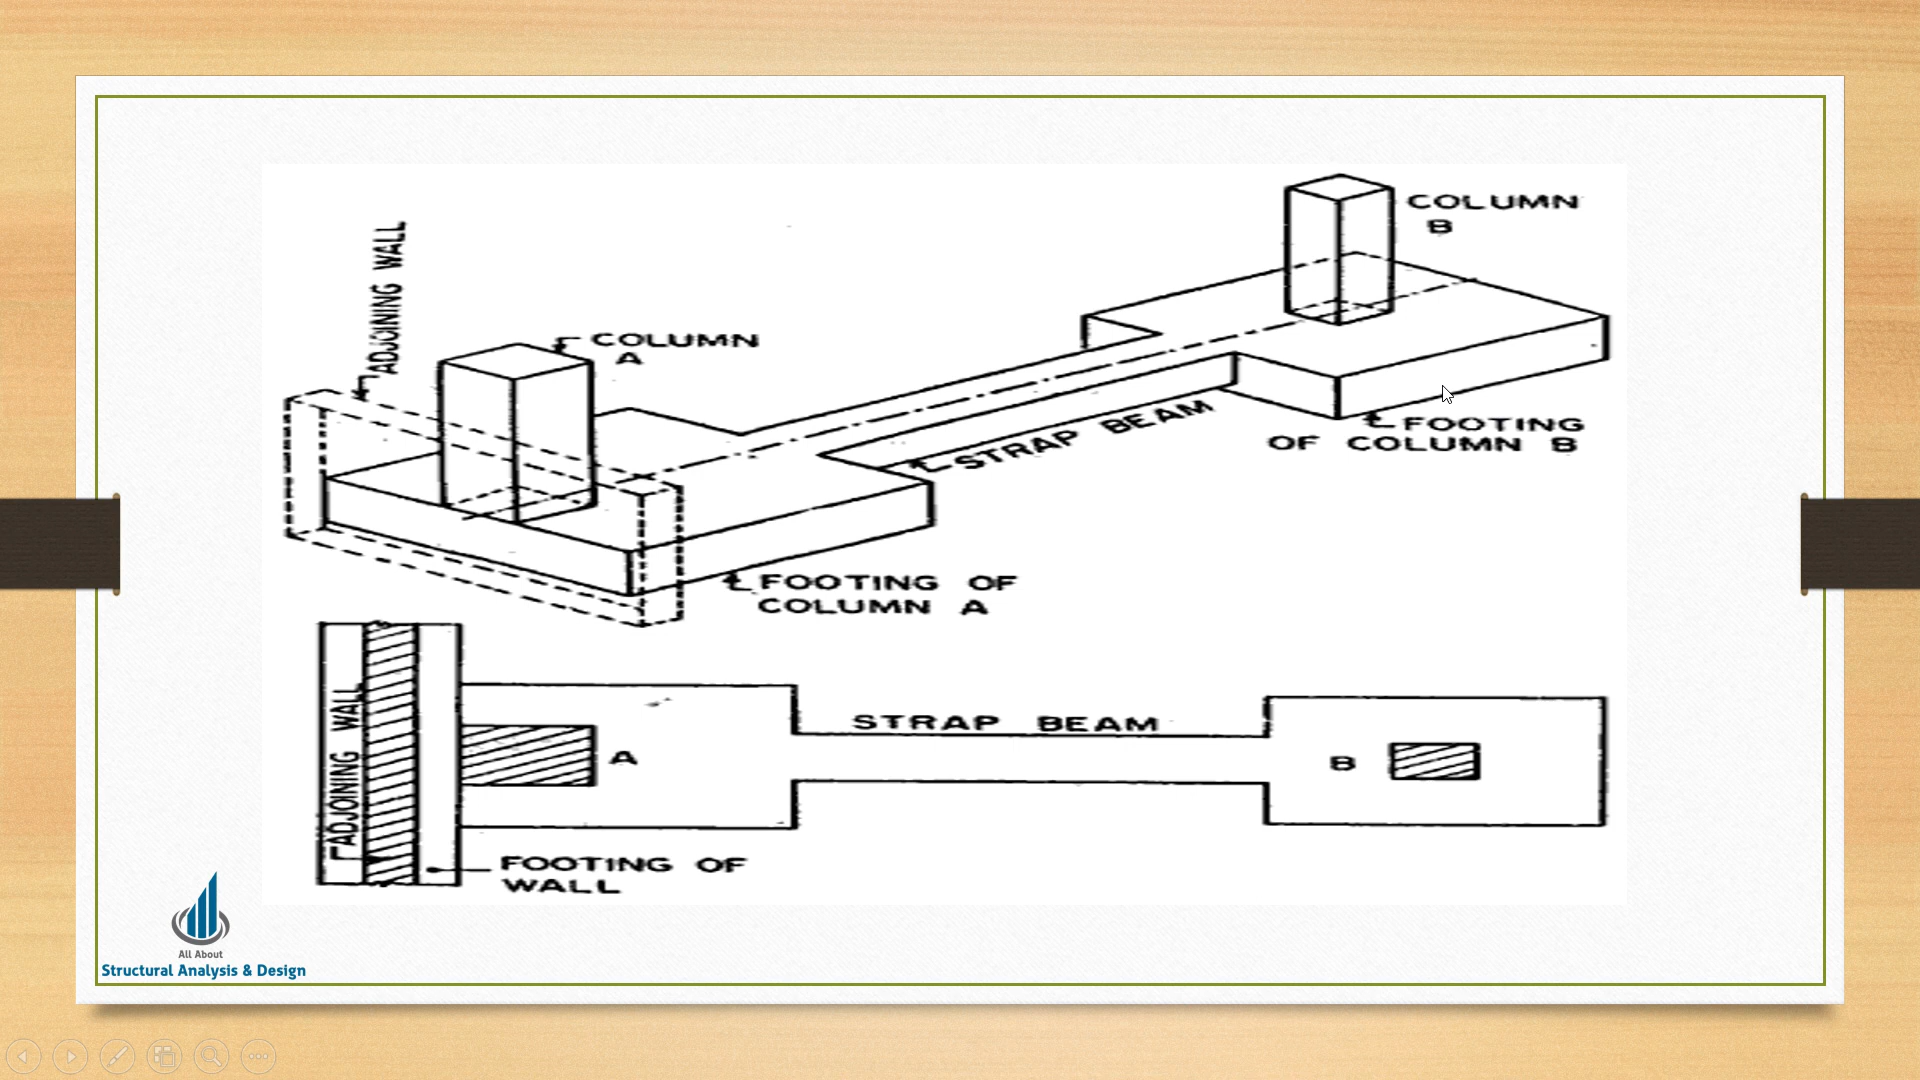 ADJOINING WALL
COLUMN
A
COLUMN
B
STRAP BEAM
FOOTING
OF COLUMN B
FOOTING OF
COLUMN A
ADJOINING WALL
A
STRAP BEAM
B
FOOTING OF
WALL
All About
Structural Analysis & Design